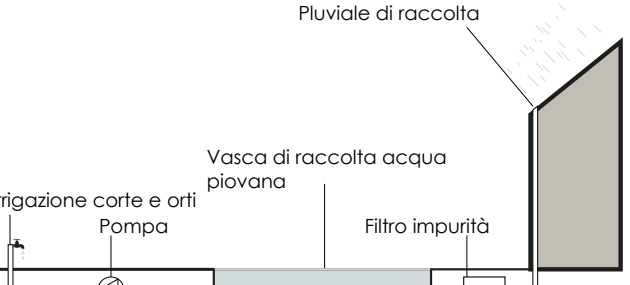 Pluviale di raccolta
Vasca di raccolta acqua
piovana
rrigazione corte e orti
Pompa
Filtro impurità